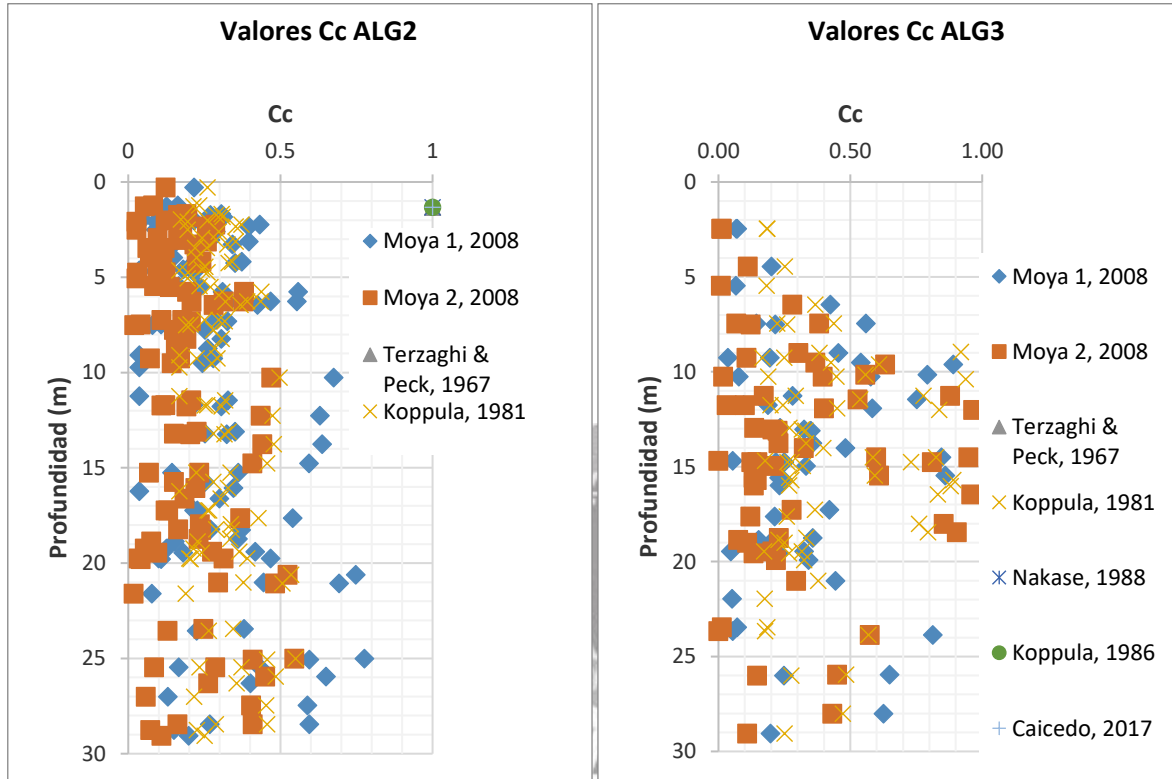 Valores Cc ALG2
Cc
0 0.5 1
0
5
10
15
20
25
30
Profundidad (m)
Moya 1, 2008
Moya 2, 2008
Terzaghi &
Peck, 1967
Koppula, 1981
Valores Cc ALG3
Cc
0.00 0.50 1.00
0
5
10
15
20
25
30
Profundidad (m)
Moya 1, 2008
Moya 2, 2008
Terzaghi &
Peck, 1967
Koppula, 1981
Nakase, 1988
Koppula, 1986
Caicedo, 2017